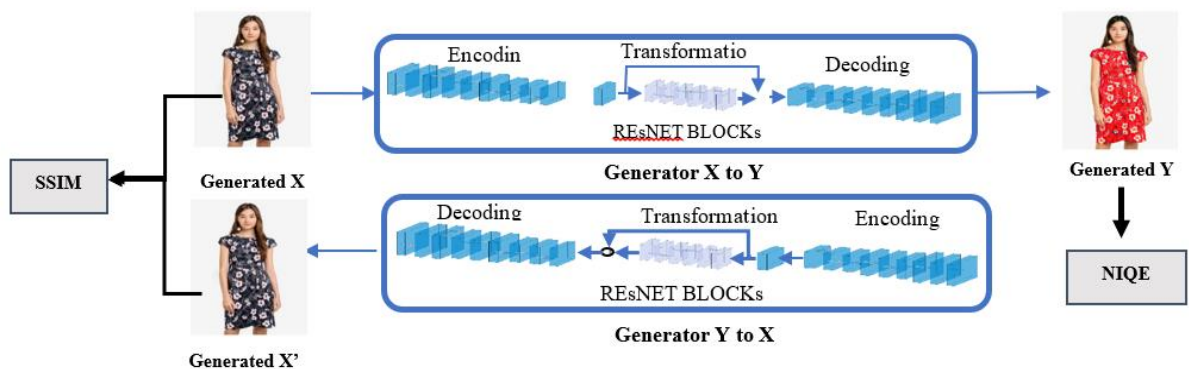 Encodin
Transformatio
Decoding
REsNET BLOCKs
Generator X to Y
Generated X
Generated Y
SSIM
Decoding
Transformation
Encoding
REsNET BLOCKs
Generator Y to X
NIQE
Generated X’